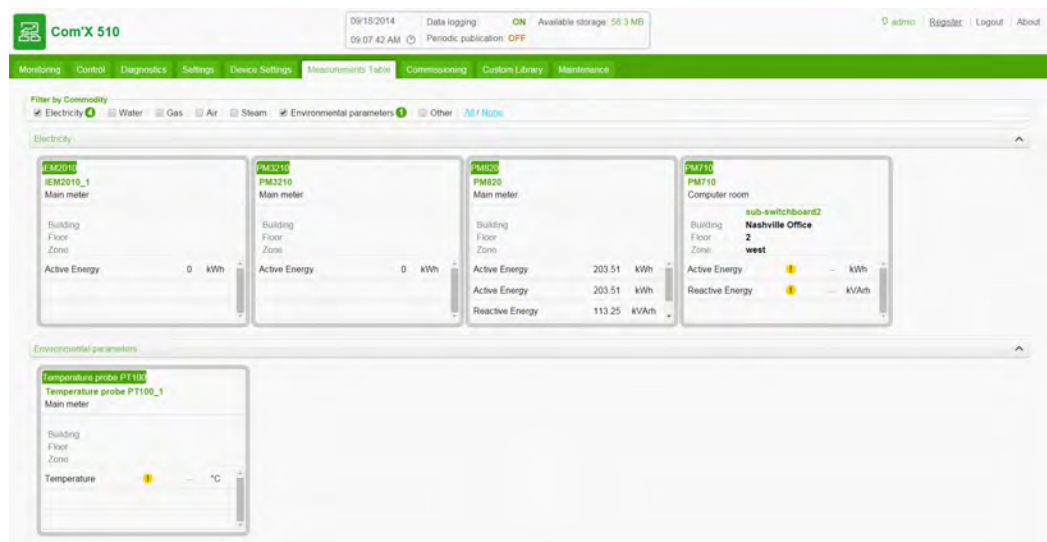 Com'X 510
09/18/2014 Data logging: ON Available storage: 56.3 MB
09:07:42 AM Periodic publication: OFF
admin Register Logout About
Monitoring Control Diagnostics Settings Device Settings Measurements Table Commissioning Custom Library Maintenance
Filter by Commodity
Electricity 4 Water Gas Air Steam Environmental parameters 1 Other All / None
Electricity
iEM2010 PM3210 PM820 PM710
iEM2010_1 PM3210 PM820 PM710
Main meter Main meter Main meter Computer room
sub-switchboard2
Building Building Building Building Nashville Office
Floor Floor Floor Floor 2
Zone Zone Zone Zone west
Active Energy 0 kWh Active Energy 0 kWh Active Energy 203.51 kWh Active Energy ! -- kWh
Active Energy 203.51 kWh Reactive Energy ! -- kVArh
Reactive Energy 113.25 kVArh
Environmental parameters
Temperature probe PT100
Temperature probe PT100_1
Main meter
Building
Floor
Zone
Temperature ! -- °C